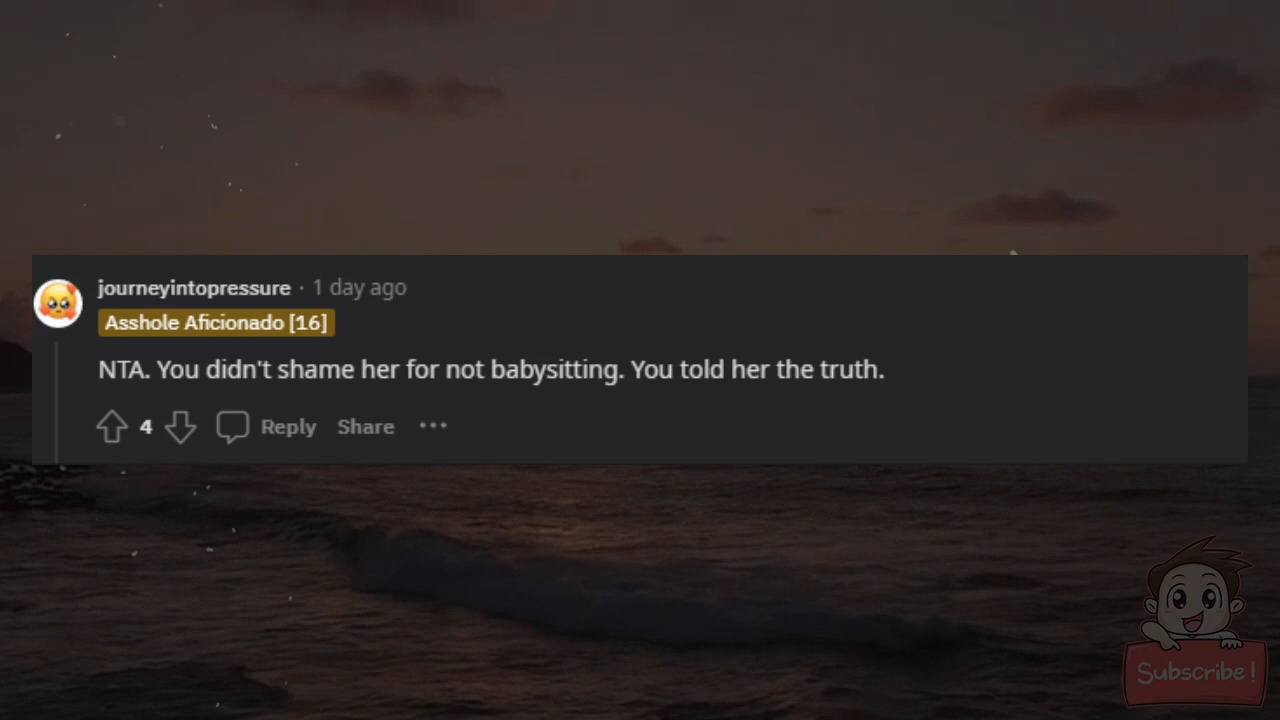 journeyintopressure · 1 day ago
Asshole Aficionado [16]
NTA. You didn't shame her for not babysitting. You told her the truth.
4 Reply Share ···
Subscribe!